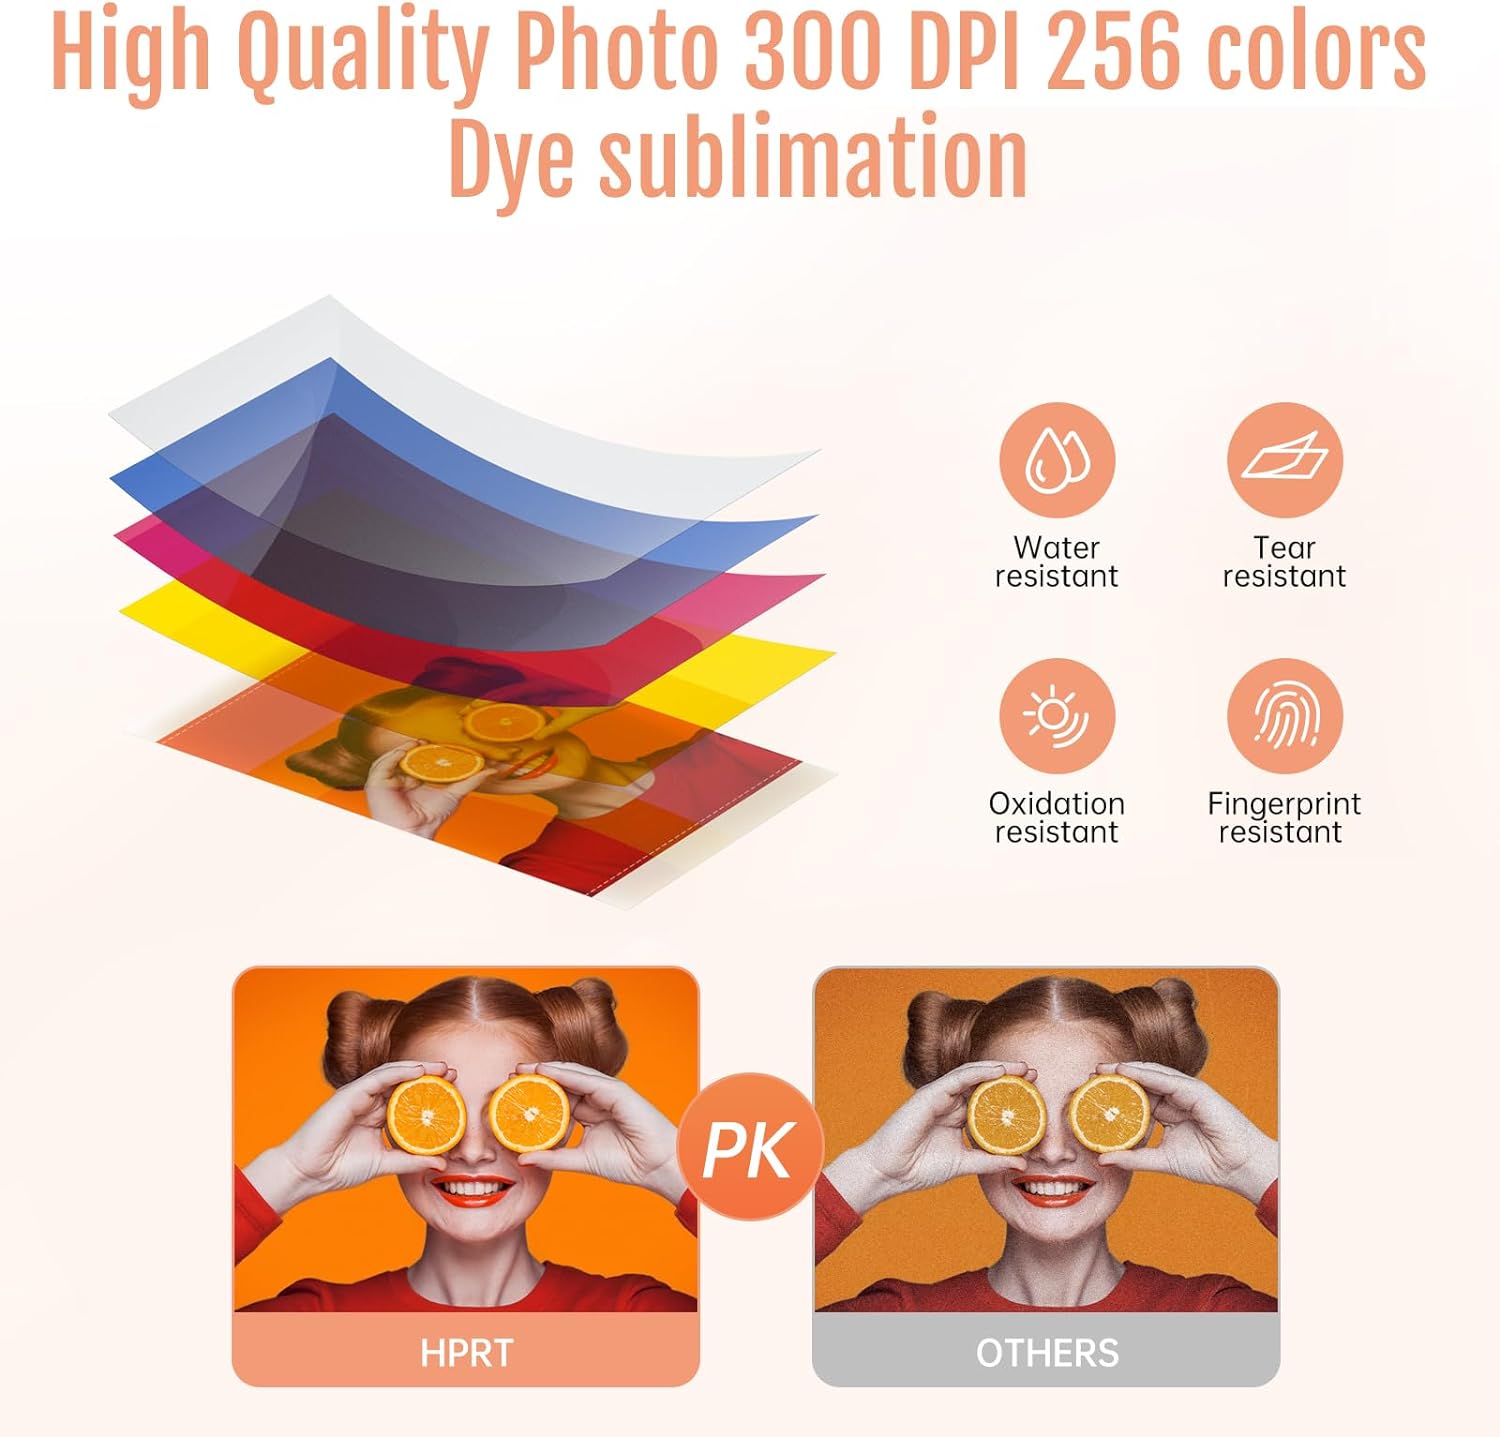 High Quality Photo 300 DPI 256 colors
Dye sublimation
Water
resistant
Tear
resistant
Oxidation
resistant
Fingerprint
resistant
PK
HPRT
OTHERS